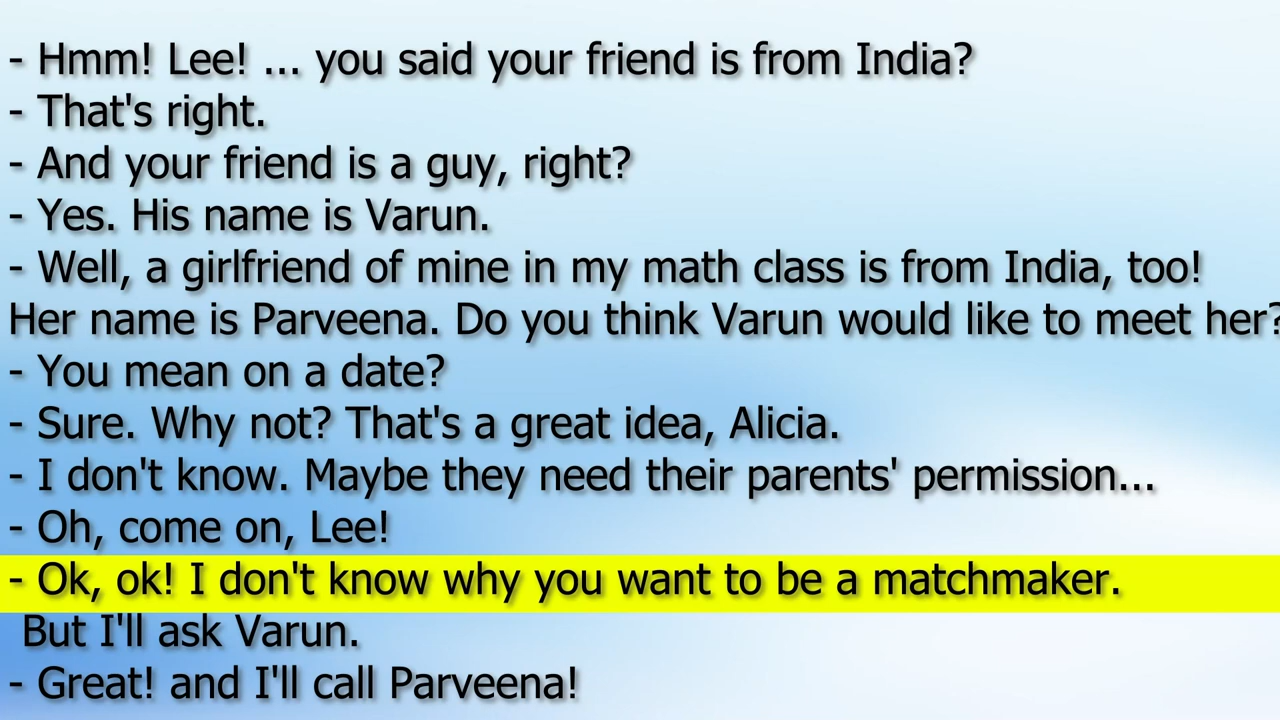 - Hmm! Lee! ... you said your friend is from India?
- That's right.
- And your friend is a guy, right?
- Yes. His name is Varun.
- Well, a girlfriend of mine in my math class is from India, too!
Her name is Parveena. Do you think Varun would like to meet her?
- You mean on a date?
- Sure. Why not? That's a great idea, Alicia.
- I don't know. Maybe they need their parents' permission...
- Oh, come on, Lee!
- Ok, ok! I don't know why you want to be a matchmaker.
But I'll ask Varun.
- Great! and I'll call Parveena!